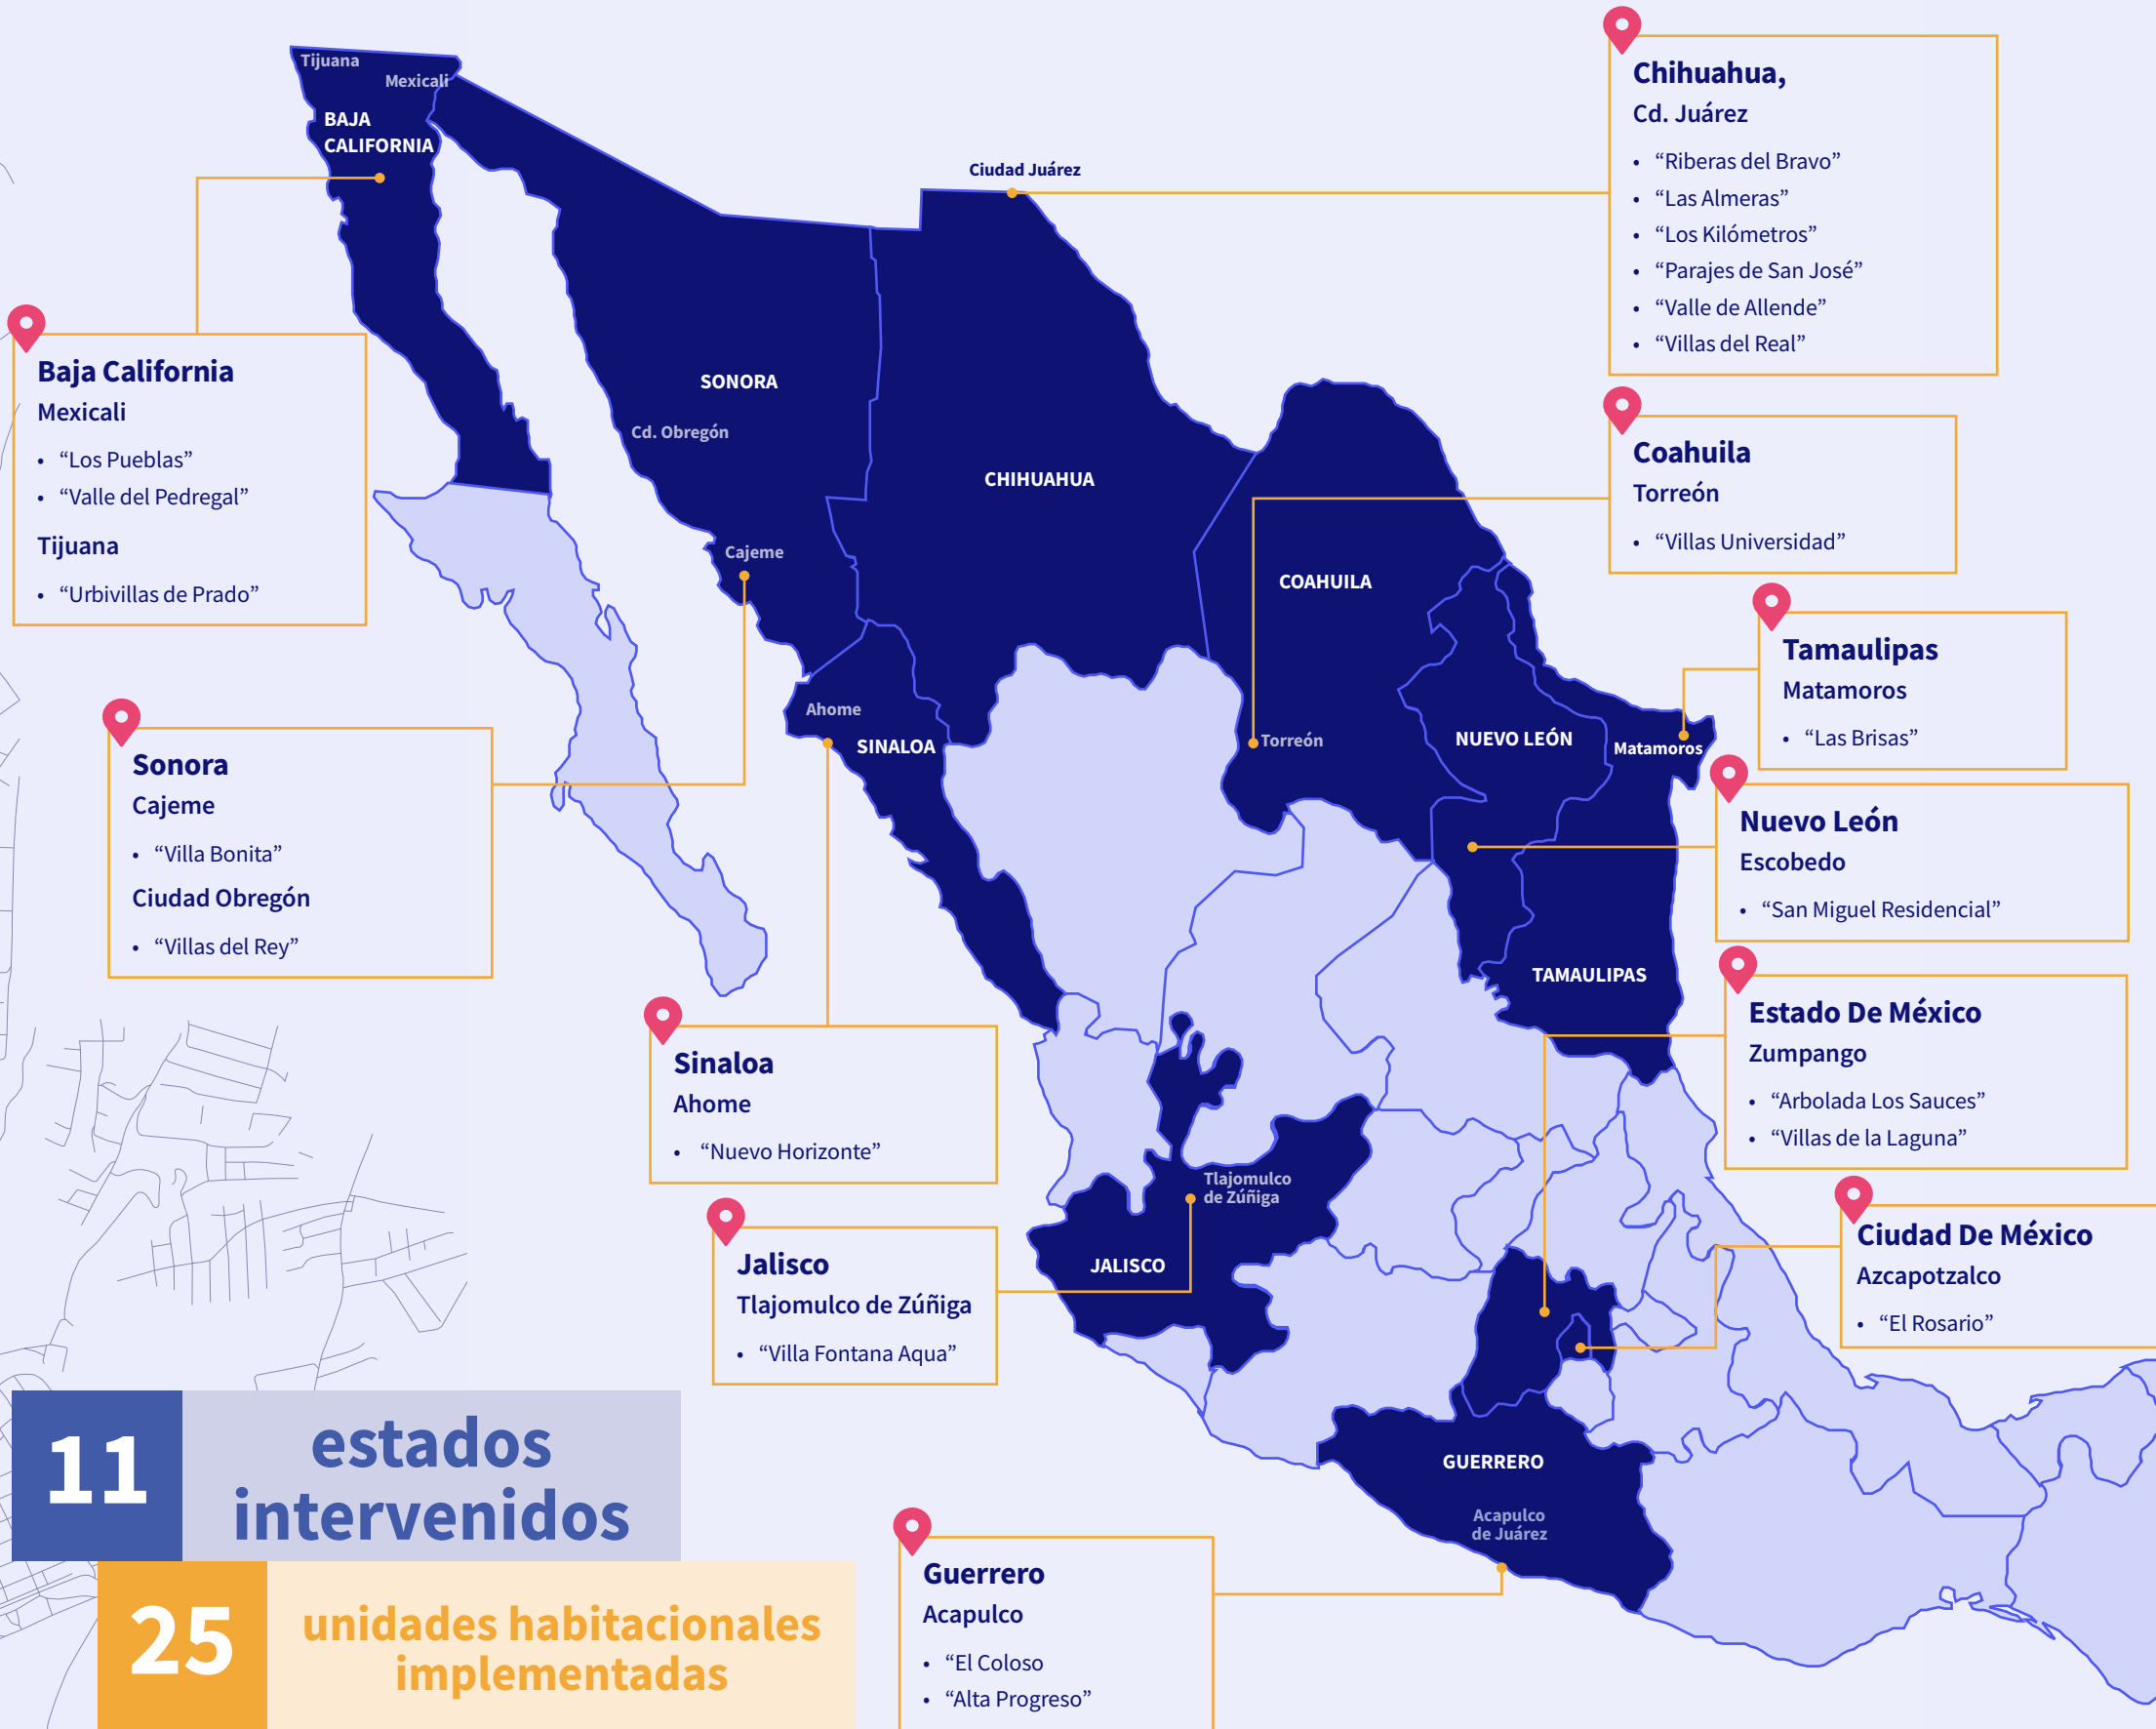 Tijuana
Mexicali
BAJA
CALIFORNIA
Ciudad Juárez
SONORA
Cd. Obregón
CHIHUAHUA
Cajeme
COAHUILA
Ahome
SINALOA
Torreón
NUEVO LEÓN
Matamoros
TAMAULIPAS
Tlajomulco
de Zúñiga
JALISCO
GUERRERO
Acapulco
de Juárez
Chihuahua,
Cd. Juárez
• “Riberas del Bravo”
• “Las Almeras”
• “Los Kilómetros”
• “Parajes de San José”
• “Valle de Allende”
• “Villas del Real”
Coahuila
Torreón
• “Villas Universidad”
Tamaulipas
Matamoros
• “Las Brisas”
Nuevo León
Escobedo
• “San Miguel Residencial”
Estado De México
Zumpango
• “Arbolada Los Sauces”
• “Villas de la Laguna”
Ciudad De México
Azcapotzalco
• “El Rosario”
Baja California
Mexicali
• “Los Pueblas”
• “Valle del Pedregal”
Tijuana
• “Urbivillas de Prado”
Sonora
Cajeme
• “Villa Bonita”
Ciudad Obregón
• “Villas del Rey”
Sinaloa
Ahome
• “Nuevo Horizonte”
Jalisco
Tlajomulco de Zúñiga
• “Villa Fontana Aqua”
Guerrero
Acapulco
• “El Coloso
• “Alta Progreso”
11
estados
intervenidos
25
unidades habitacionales
implementadas